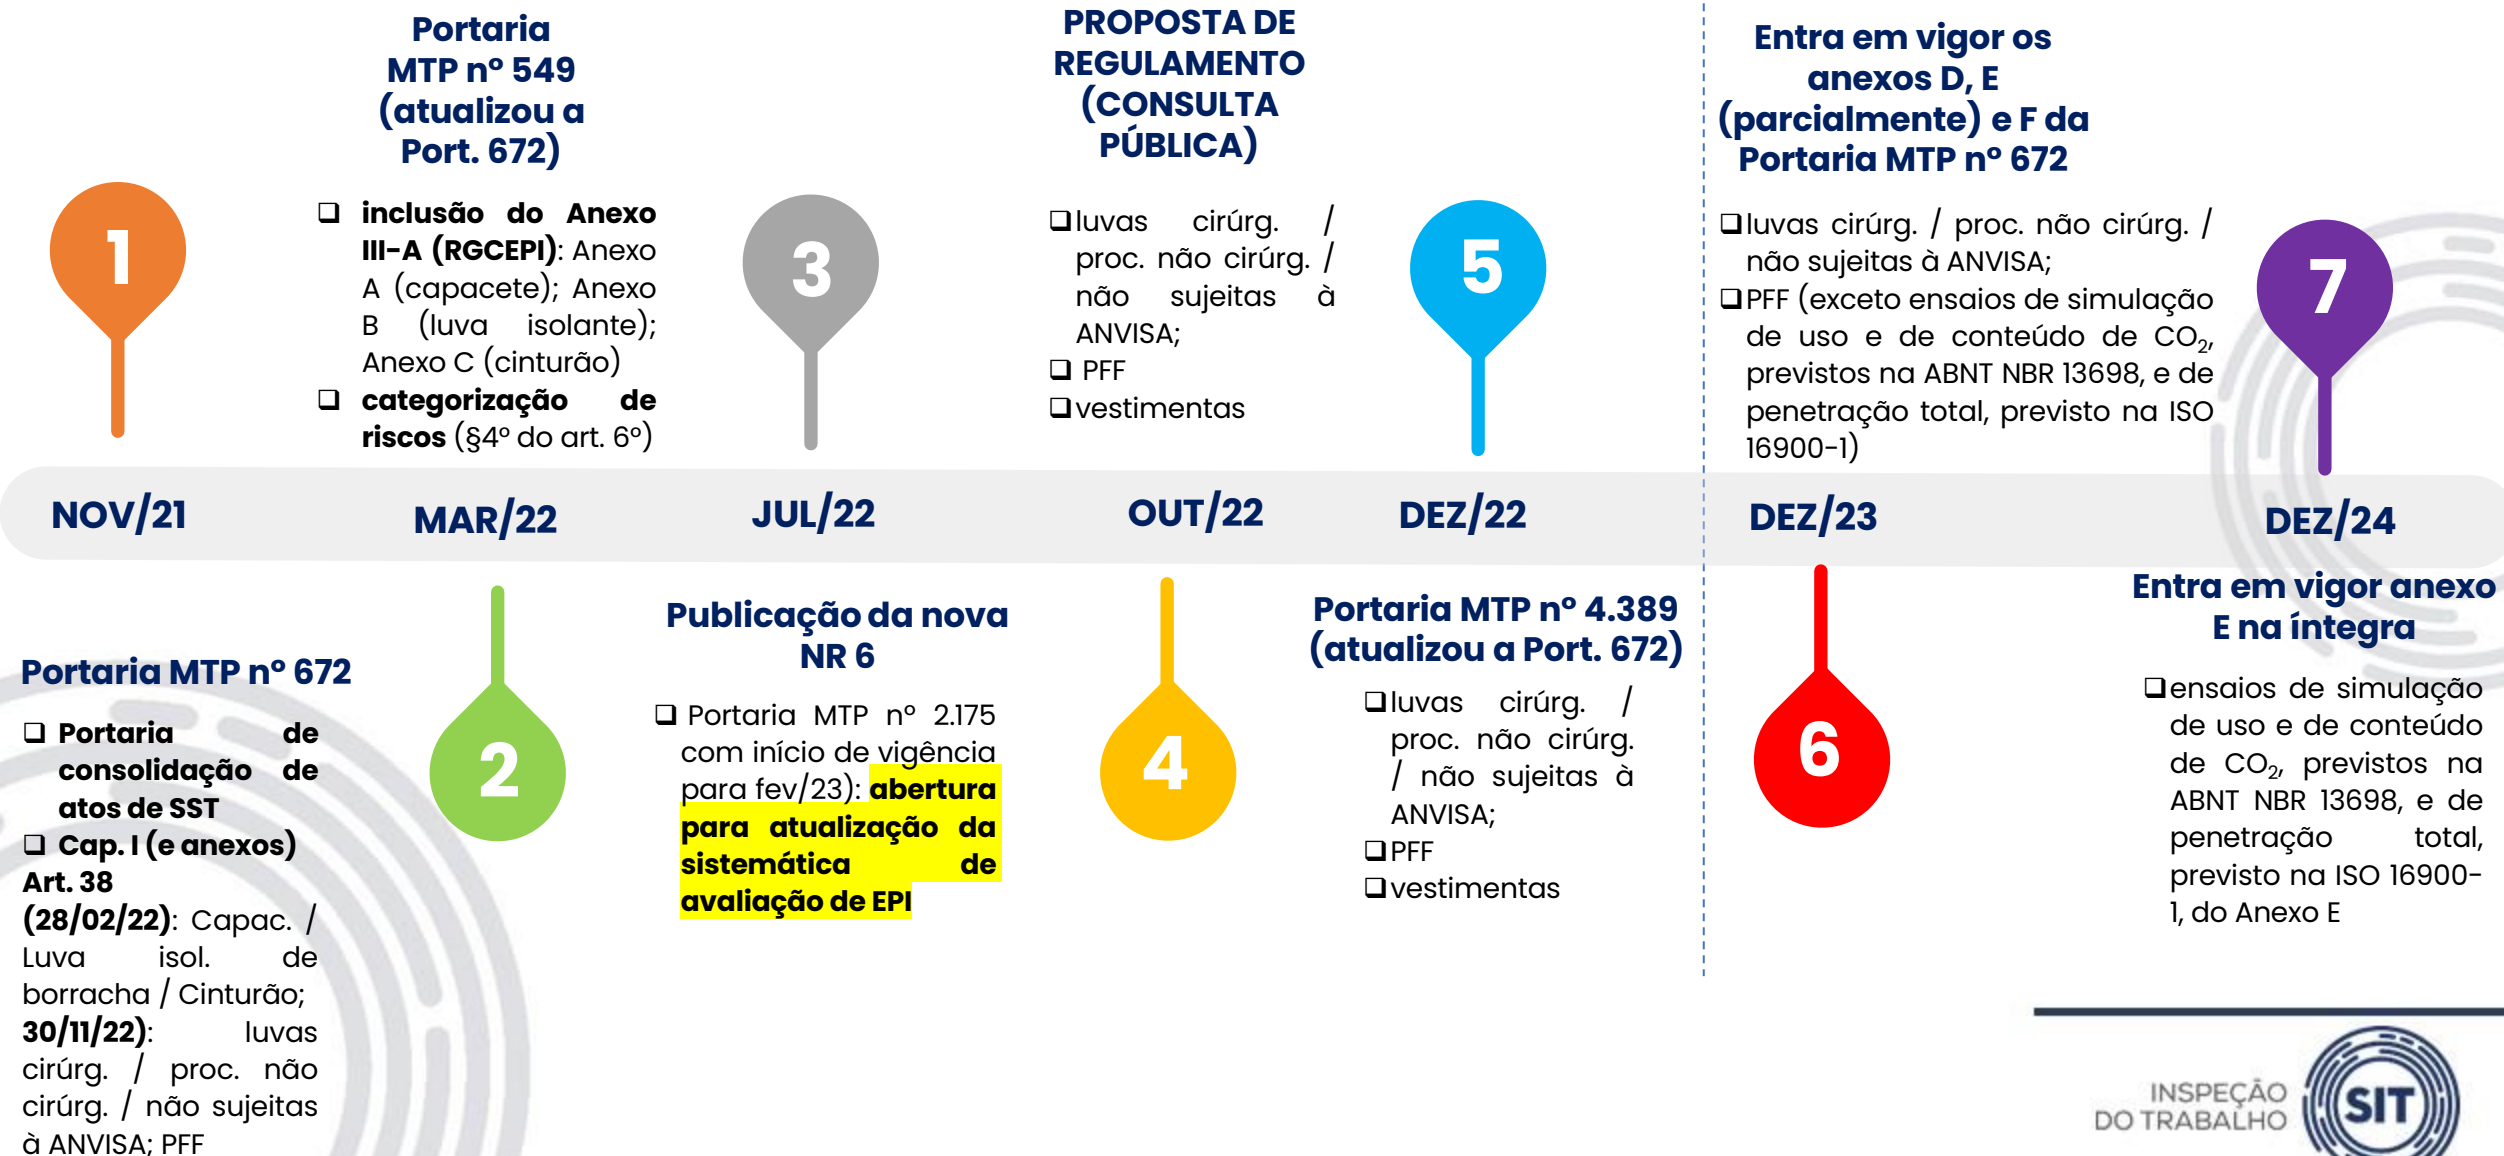 1
NOV/21
Portaria MTP nº 672
❑ Portaria de
consolidação de
atos de SST
❑ Cap. I (e anexos)
Art. 38
(28/02/22): Capac. /
Luva isol. de
borracha / Cinturão;
30/11/22): luvas
cirúrg. / proc. não
cirúrg. / não sujeitas
à ANVISA; PFF
Portaria
MTP nº 549
(atualizou a
Port. 672)
❑ inclusão do Anexo
III-A (RGCEPI): Anexo
A (capacete); Anexo
B (luva isolante);
Anexo C (cinturão)
❑ categorização de
riscos (§4º do art. 6º)
MAR/22
2
3
JUL/22
Publicação da nova
NR 6
❑ Portaria MTP nº 2.175
com início de vigência
para fev/23): abertura
para atualização da
sistemática de
avaliação de EPI
PROPOSTA DE
REGULAMENTO
(CONSULTA
PÚBLICA)
❑luvas cirúrg. /
proc. não cirúrg. /
não sujeitas à
ANVISA;
❑ PFF
❑vestimentas
OUT/22
4
5
DEZ/22
Portaria MTP nº 4.389
(atualizou a Port. 672)
❑luvas cirúrg. /
proc. não cirúrg.
/ não sujeitas à
ANVISA;
❑PFF
❑vestimentas
Entra em vigor os
anexos D, E
(parcialmente) e F da
Portaria MTP nº 672
❑luvas cirúrg. / proc. não cirúrg. /
não sujeitas à ANVISA;
❑PFF (exceto ensaios de simulação
de uso e de conteúdo de CO₂,
previstos na ABNT NBR 13698, e de
penetração total, previsto na ISO
16900-1)
DEZ/23
6
7
DEZ/24
Entra em vigor anexo
E na íntegra
❑ensaios de simulação
de uso e de conteúdo
de CO₂, previstos na
ABNT NBR 13698, e de
penetração total,
previsto na ISO 16900-
1, do Anexo E
INSPEÇÃO
DO TRABALHO
SIT